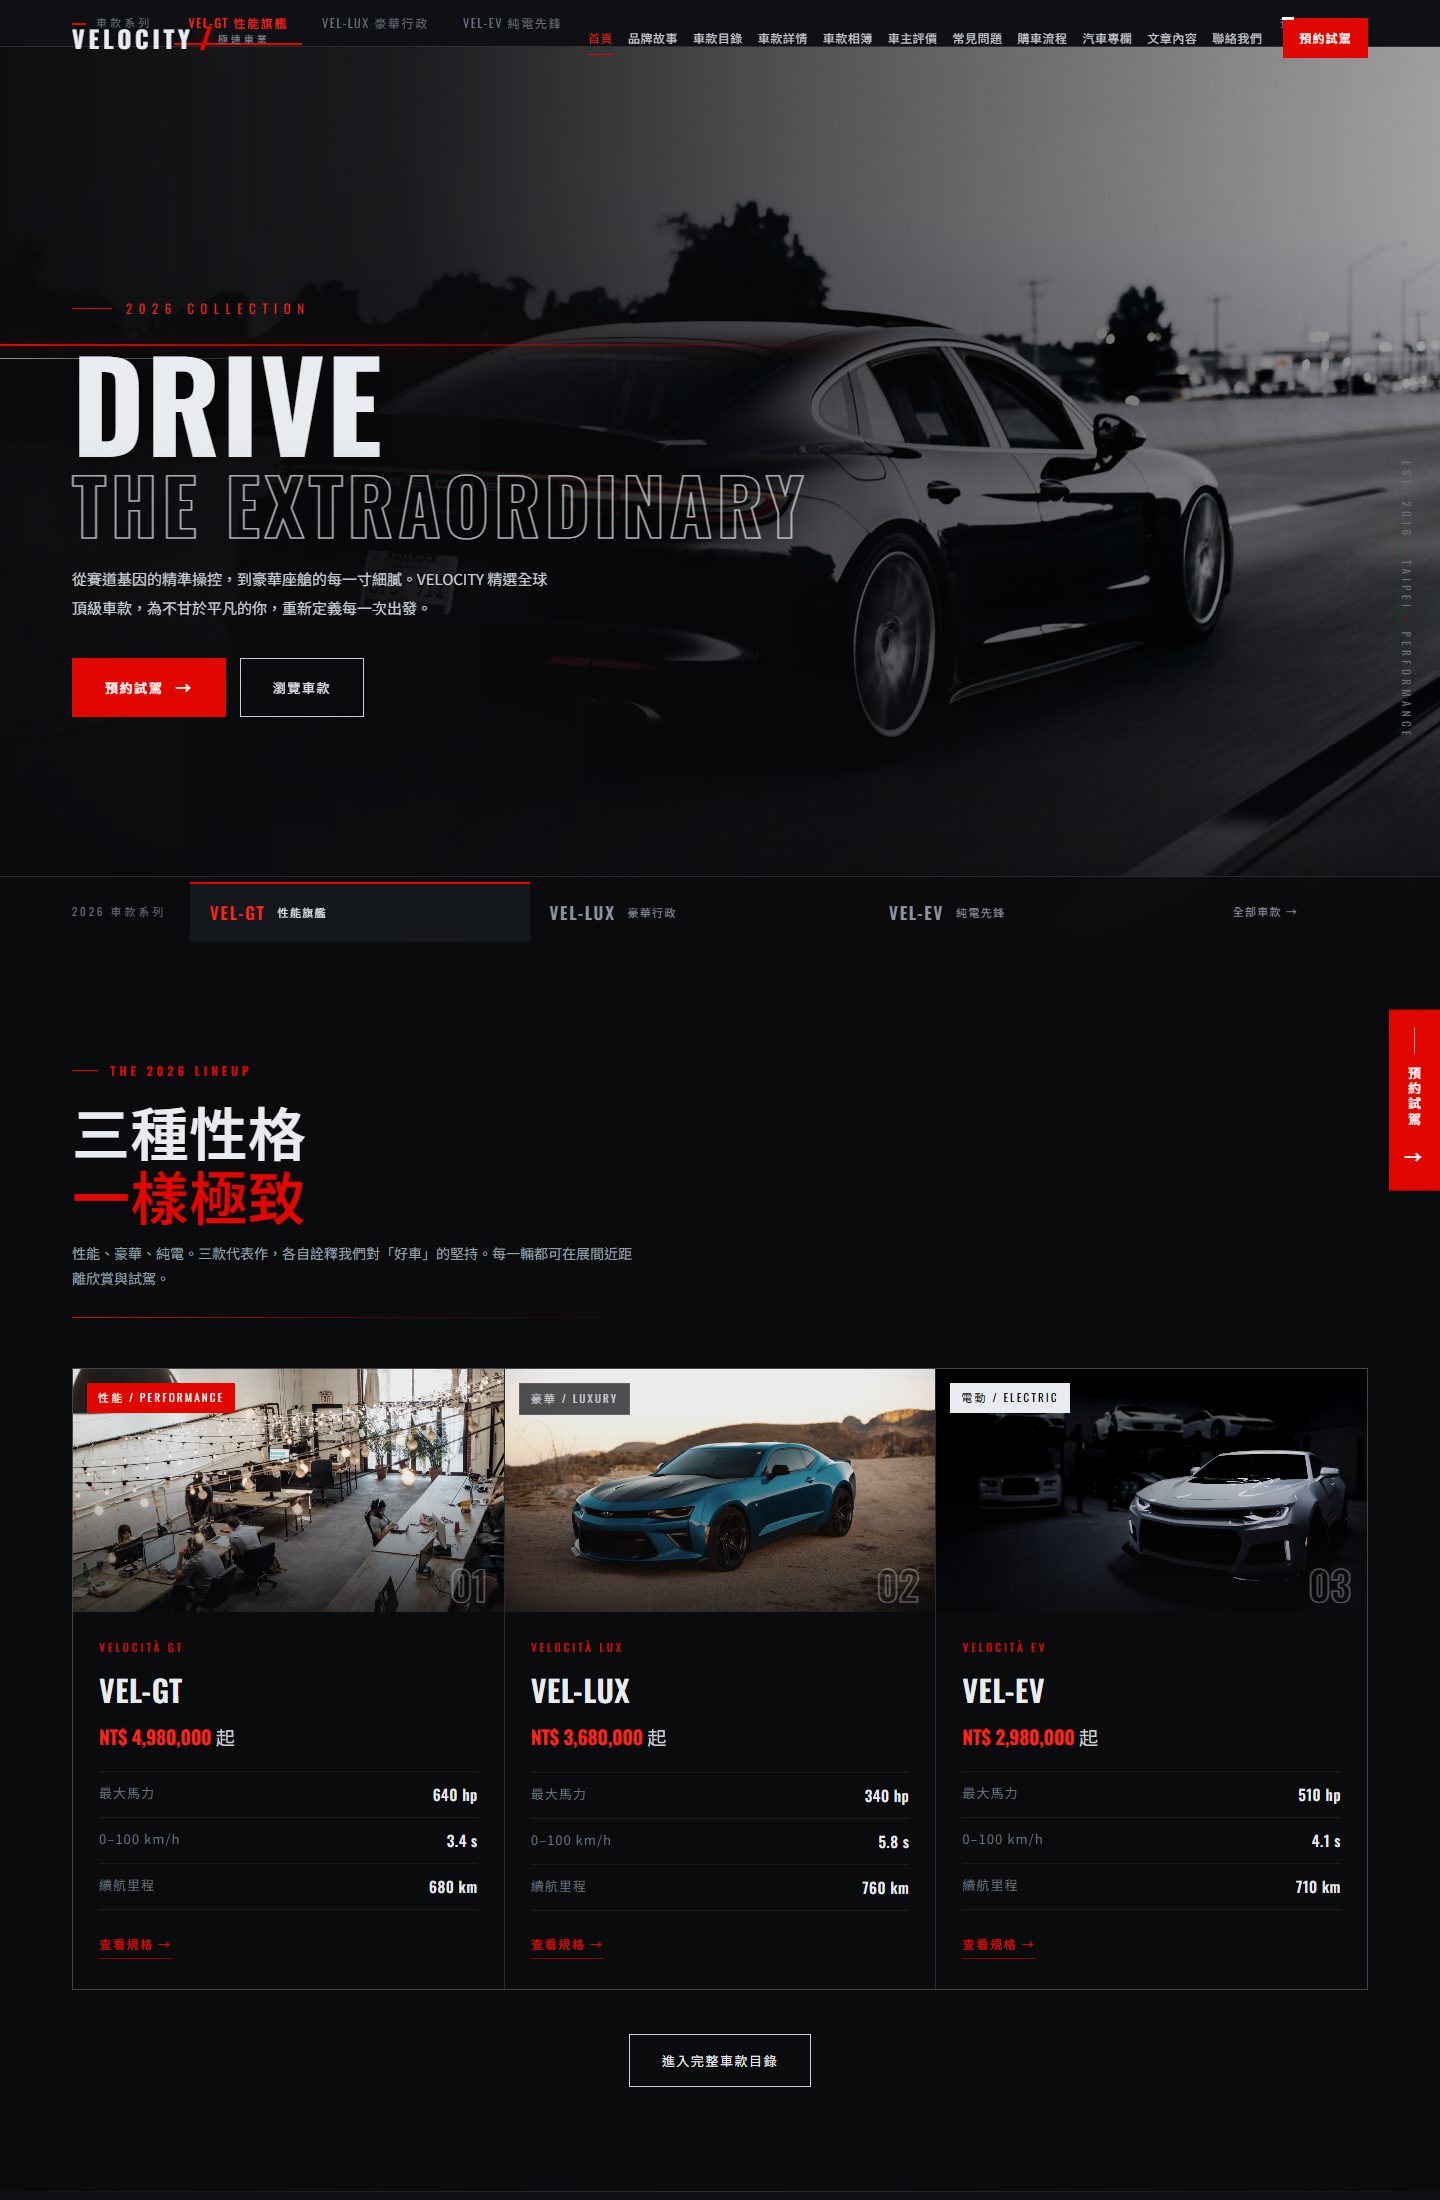 車款系列
VEL-GT 性能旗艦
VEL-LUX 豪華行政
VEL-EV 純電先鋒
VELOCITY / 極速車業
首頁
品牌故事
車款目錄
車款詳情
車款相簿
車主評價
常見問題
購車流程
汽車專欄
文章內容
聯絡我們
預約試駕
2026 COLLECTION
DRIVE
THE EXTRAORDINARY
從賽道基因的精準操控，到豪華座艙的每一寸細膩。VELOCITY 精選全球
頂級車款，為不甘於平凡的你，重新定義每一次出發。
預約試駕 →
瀏覽車款
EST · 2016 · TAIPEI · PERFORMANCE
2026 車款系列
VEL-GT 性能旗艦
VEL-LUX 豪華行政
VEL-EV 純電先鋒
全部車款 →
預約試駕 →
THE 2026 LINEUP
三種性格
一樣極致
性能、豪華、純電。三款代表作，各自詮釋我們對「好車」的堅持。每一輛都可在展間近距
離欣賞與試駕。
性能 / PERFORMANCE
01
VELOCITÀ GT
VEL-GT
NT$ 4,980,000 起
最大馬力 640 hp
0–100 km/h 3.4 s
續航里程 680 km
查看規格 →
豪華 / LUXURY
02
VELOCITÀ LUX
VEL-LUX
NT$ 3,680,000 起
最大馬力 340 hp
0–100 km/h 5.8 s
續航里程 760 km
查看規格 →
電動 / ELECTRIC
03
VELOCITÀ EV
VEL-EV
NT$ 2,980,000 起
最大馬力 510 hp
0–100 km/h 4.1 s
續航里程 710 km
查看規格 →
進入完整車款目錄